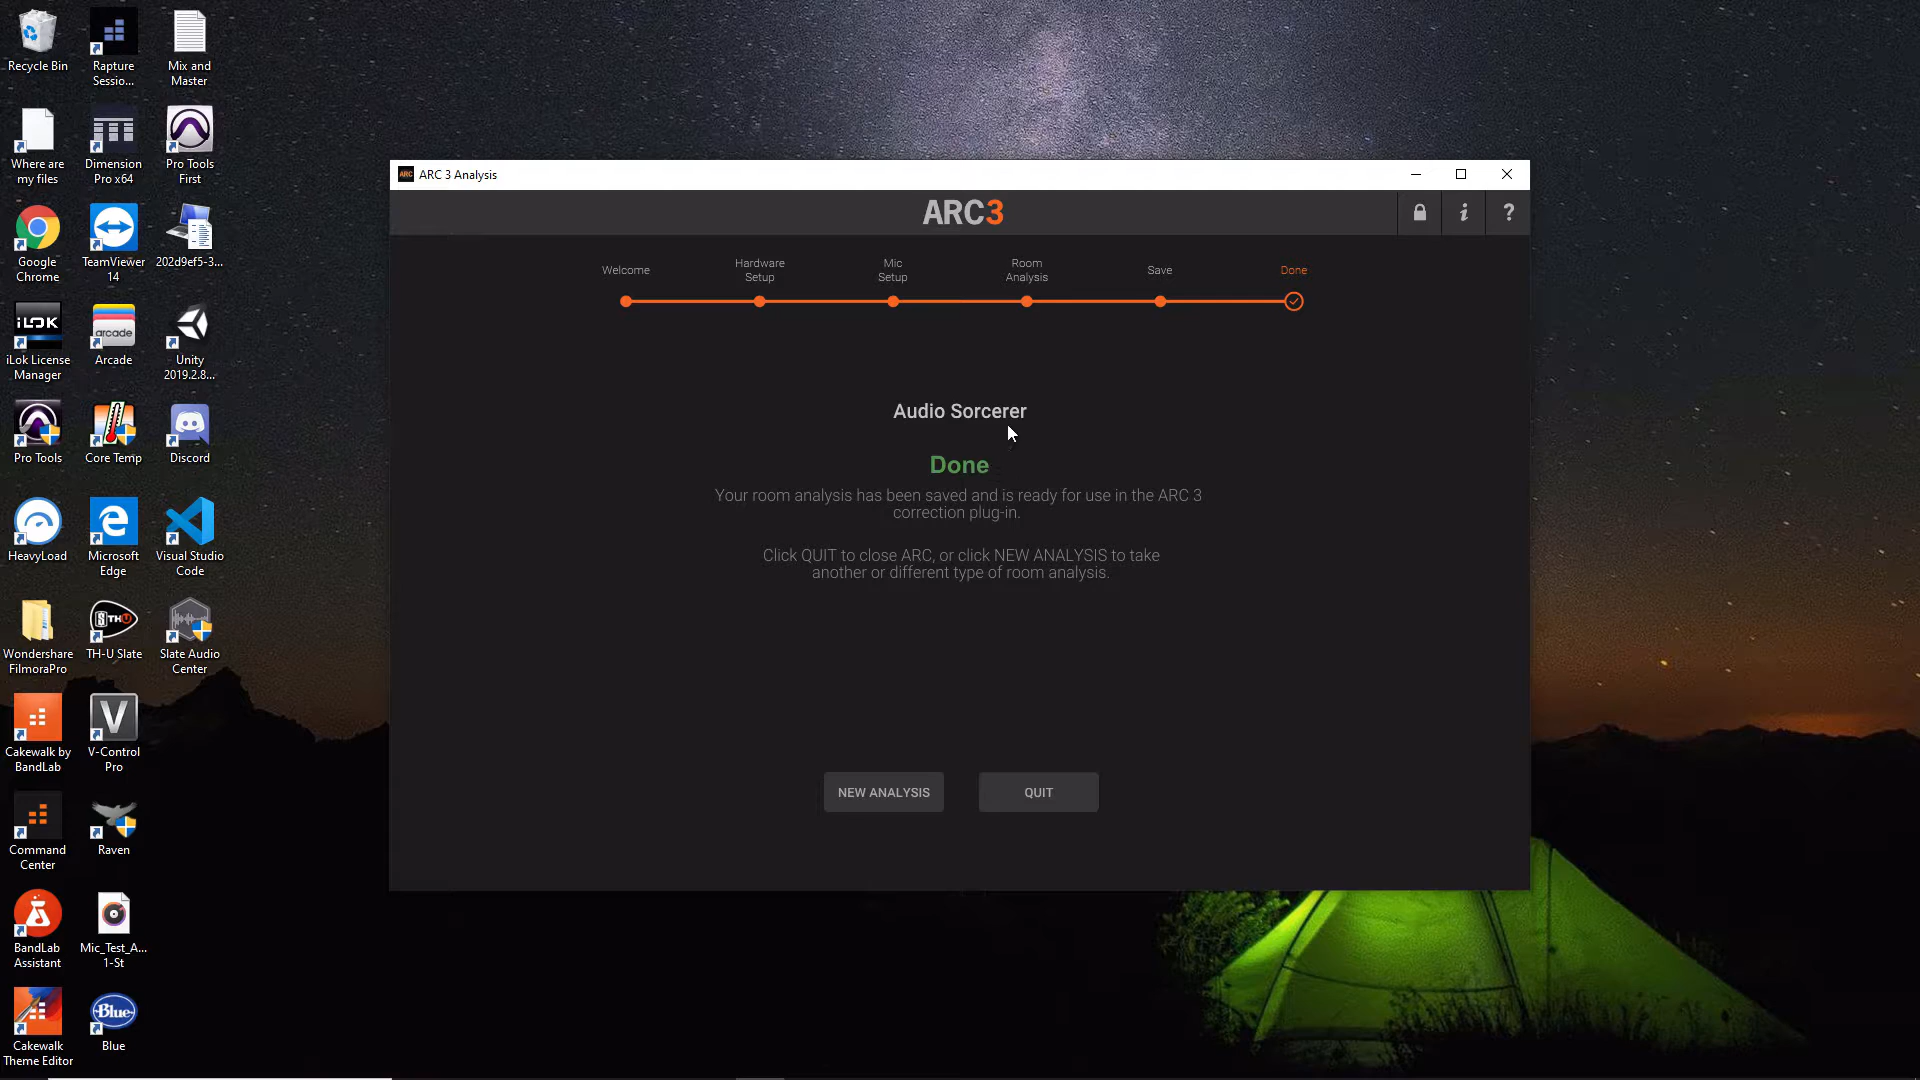 Recycle Bin
Rapture
Sessio...
Mix and
Master
Where are
my files
Dimension
Pro x64
Pro Tools
First
Google
Chrome
TeamViewer
14
202d9ef5-3...
iLOK
iLok License
Manager
arcade
Arcade
Unity
2019.2.8...
Pro Tools
Core Temp
Discord
HeavyLoad
Microsoft
Edge
Visual Studio
Code
Wondershare
FilmoraPro
STHU
TH-U Slate
Slate Audio
Center
Cakewalk by
BandLab
V
V-Control
Pro
Command
Center
Raven
BandLab
Assistant
Mic_Test_A...
1-St
Cakewalk
Theme Editor
Blue
Blue
ARC
ARC 3 Analysis
ARC3
i
?
Welcome
Hardware
Setup
Mic
Setup
Room
Analysis
Save
Done
Audio Sorcerer
Done
Your room analysis has been saved and is ready for use in the ARC 3
correction plug-in.
Click QUIT to close ARC, or click NEW ANALYSIS to take
another or different type of room analysis.
NEW ANALYSIS
QUIT